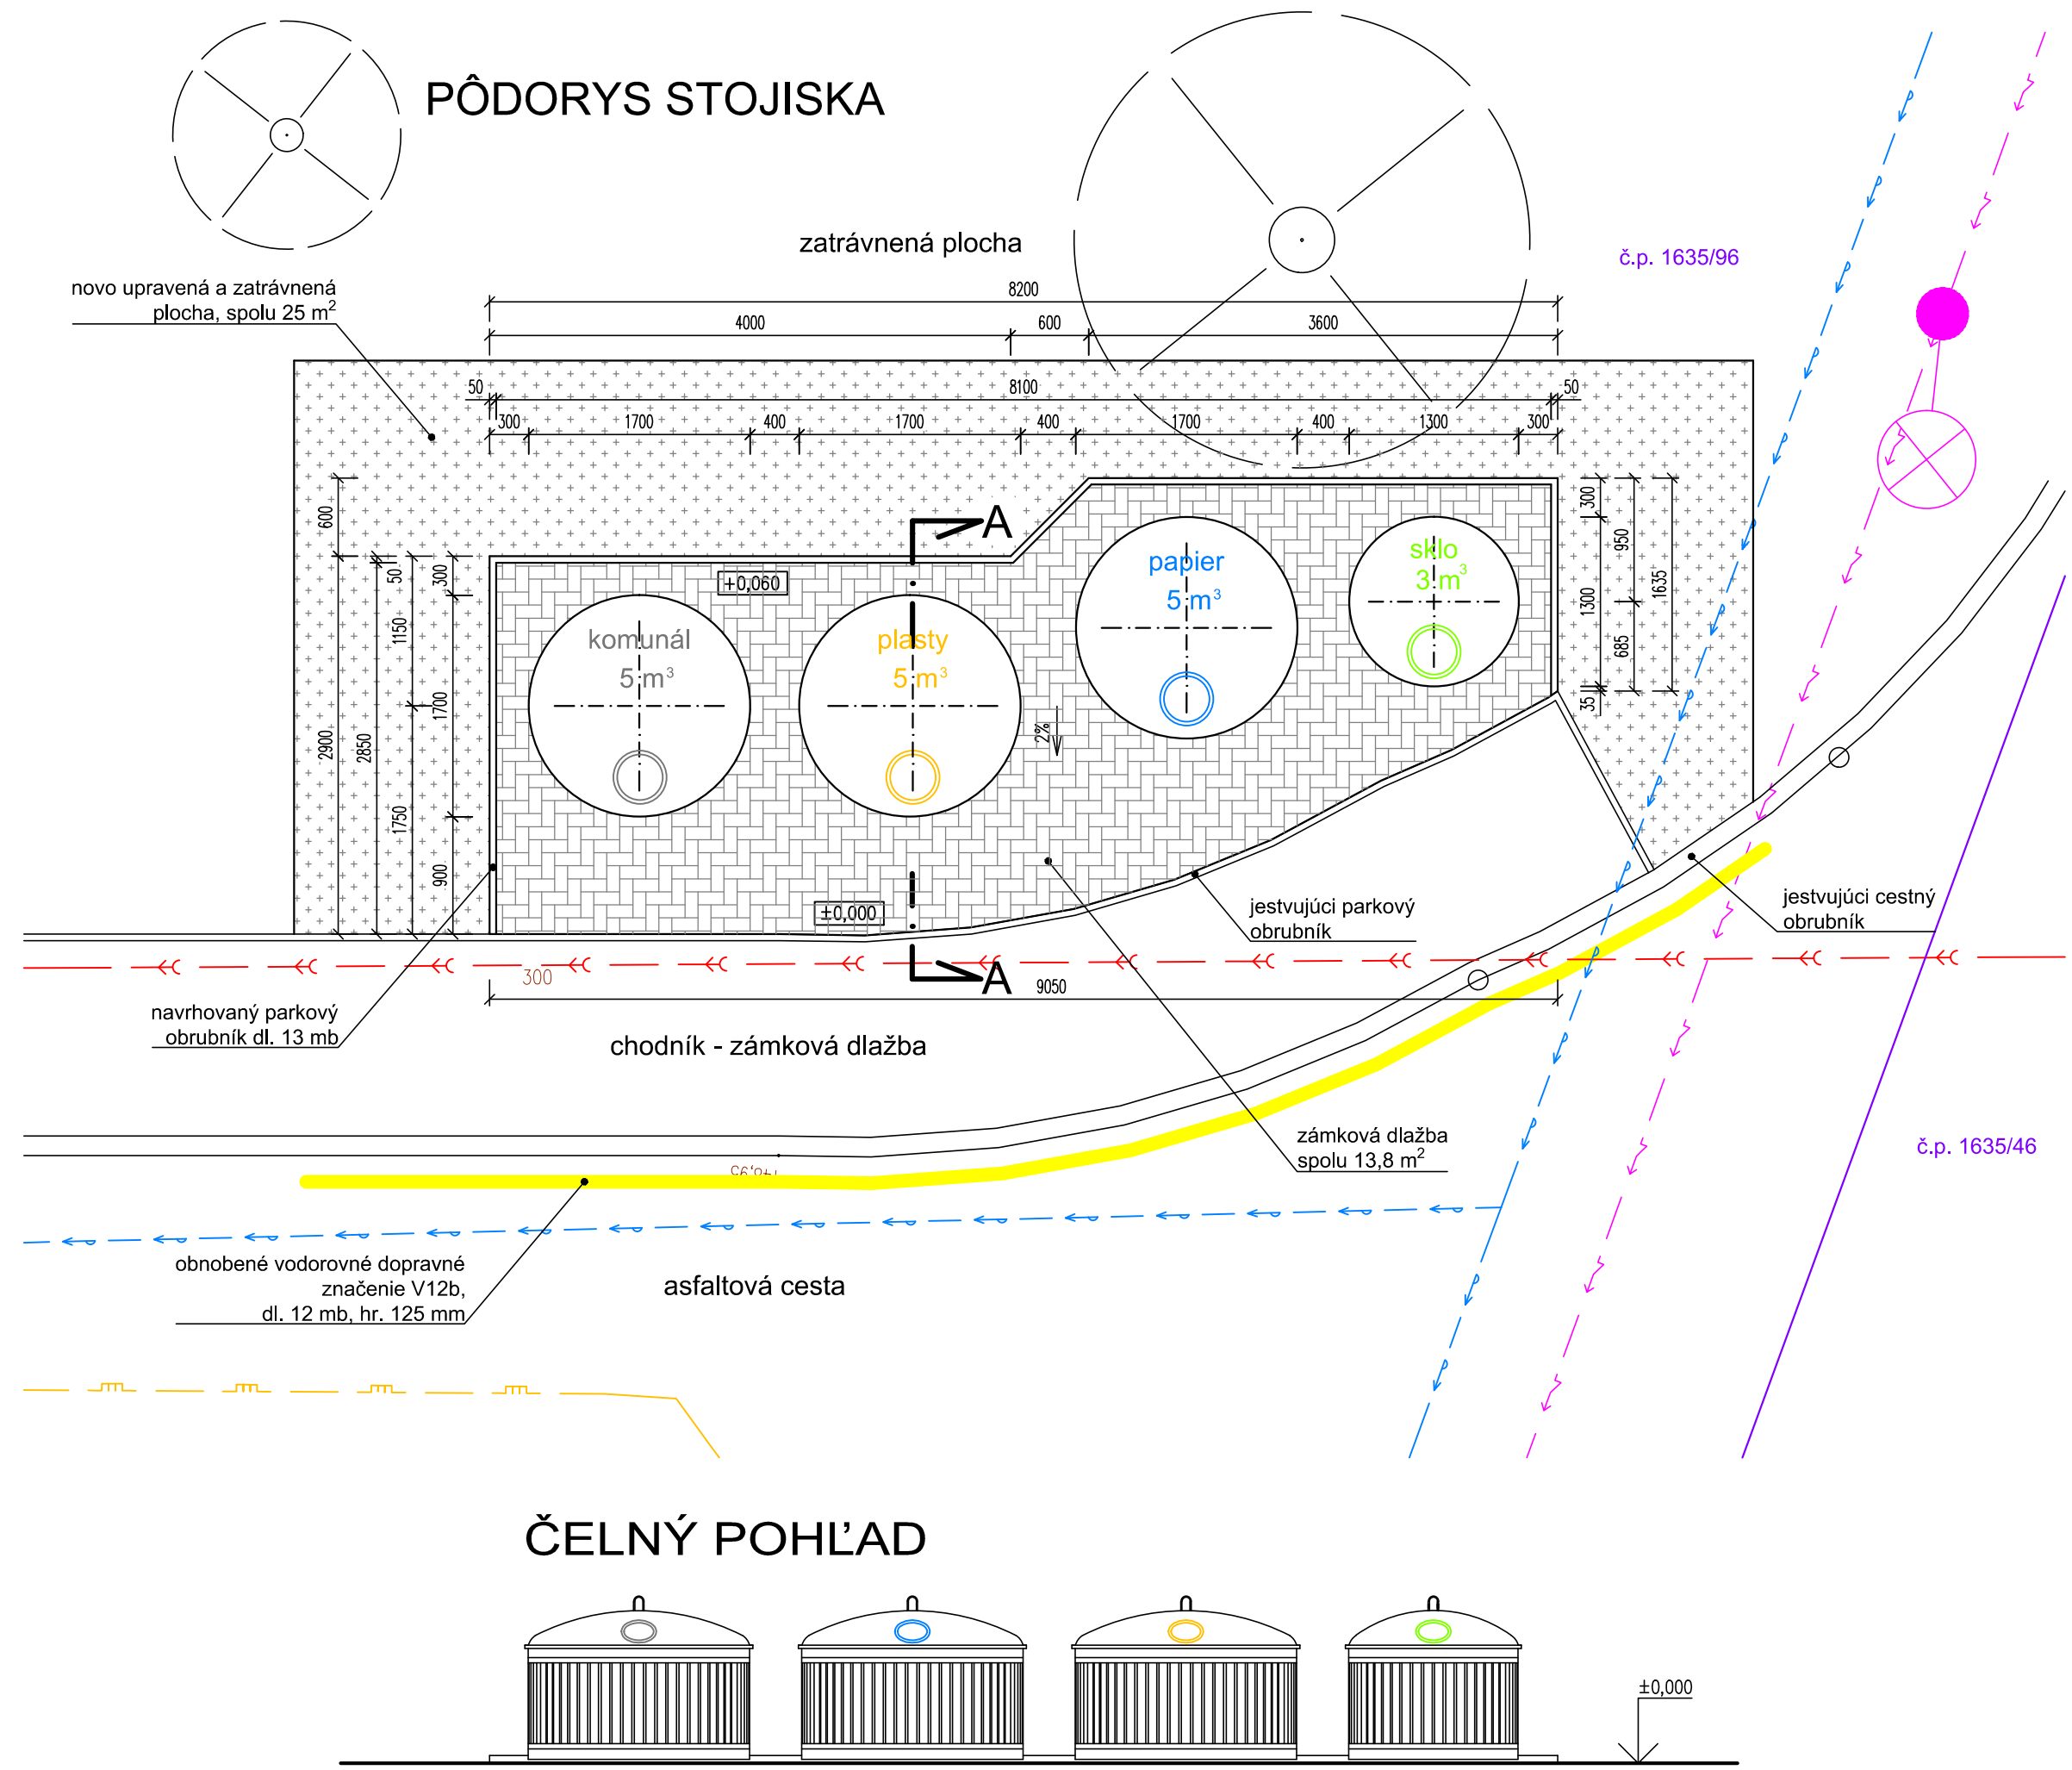 PÔDORYS STOJISKA
zatrávnená plocha
č.p. 1635/96
novo upravená a zatrávnená
plocha, spolu 25 m²
8200
4000 600 3600
50 8100 50
300 1700 400 1700 400 1700 400 1300 300
600
2900
2850
50
1150
1750
300
1700
900
300
1300
35
950
685
1635
A
+0,060
komunál
5 m³
plasty
5 m³
papier
5 m³
sklo
3 m³
2%
±0,000
A
300
9050
jestvujúci parkový
obrubník
jestvujúci cestný
obrubník
navrhovaný parkový
obrubník dl. 13 mb
chodník - zámková dlažba
zámková dlažba
spolu 13,8 m²
č.p. 1635/46
obnobené vodorovné dopravné
značenie V12b,
dl. 12 mb, hr. 125 mm
asfaltová cesta
ČELNÝ POHĽAD
±0,000